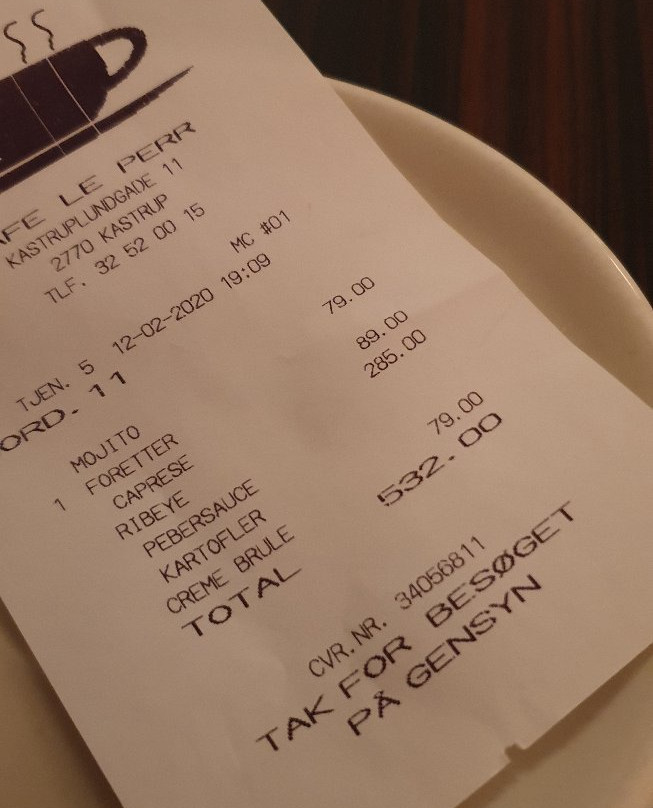 AFE LE PERR
KASTRUPLUNDGADE 11
2770 KASTRUP
TLF. 32 52 00 15
MC #01
TJEN. 5 12-02-2020 19:09
ORD. 11
MOJITO 79.00
1 FORETTER
CAPRESE 89.00
RIBEYE 285.00
PEBERSAUCE
KARTOFLER
CREME BRULE 79.00
TOTAL 532.00
CVR.NR. 34056811
TAK FOR BESØGET
PÅ GENSYN